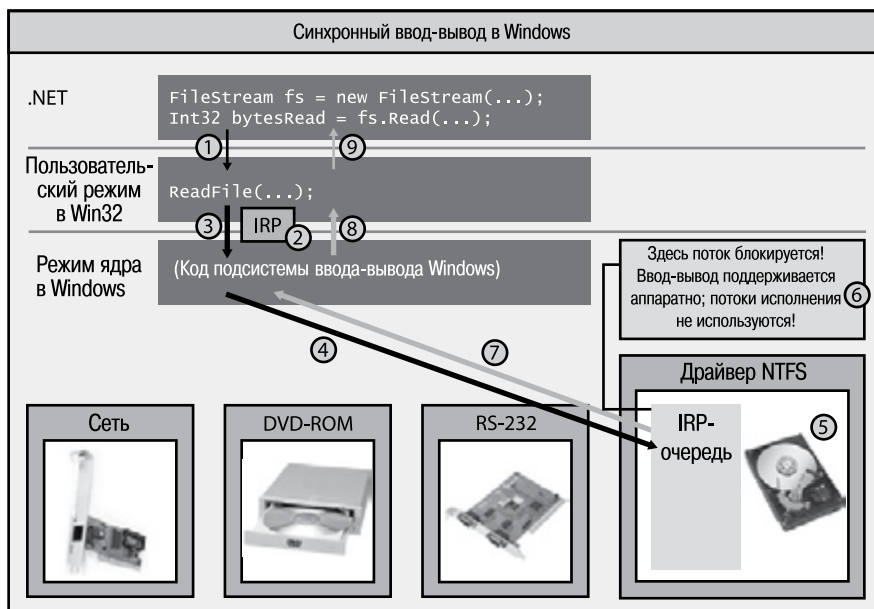 Синхронный ввод-вывод в Windows
.NET
FileStream fs = new FileStream(...);
Int32 bytesRead = fs.Read(...);
1
9
Пользователь-
ский режим
в Win32
ReadFile(...);
3
IRP
2
8
Режим ядра
в Windows
(Код подсистемы ввода-вывода Windows)
Здесь поток блокируется!
Ввод-вывод поддерживается
аппаратно; потоки исполнения
не используются!
6
4
7
Драйвер NTFS
IRP-
очередь
5
Сеть
DVD-ROM
RS-232